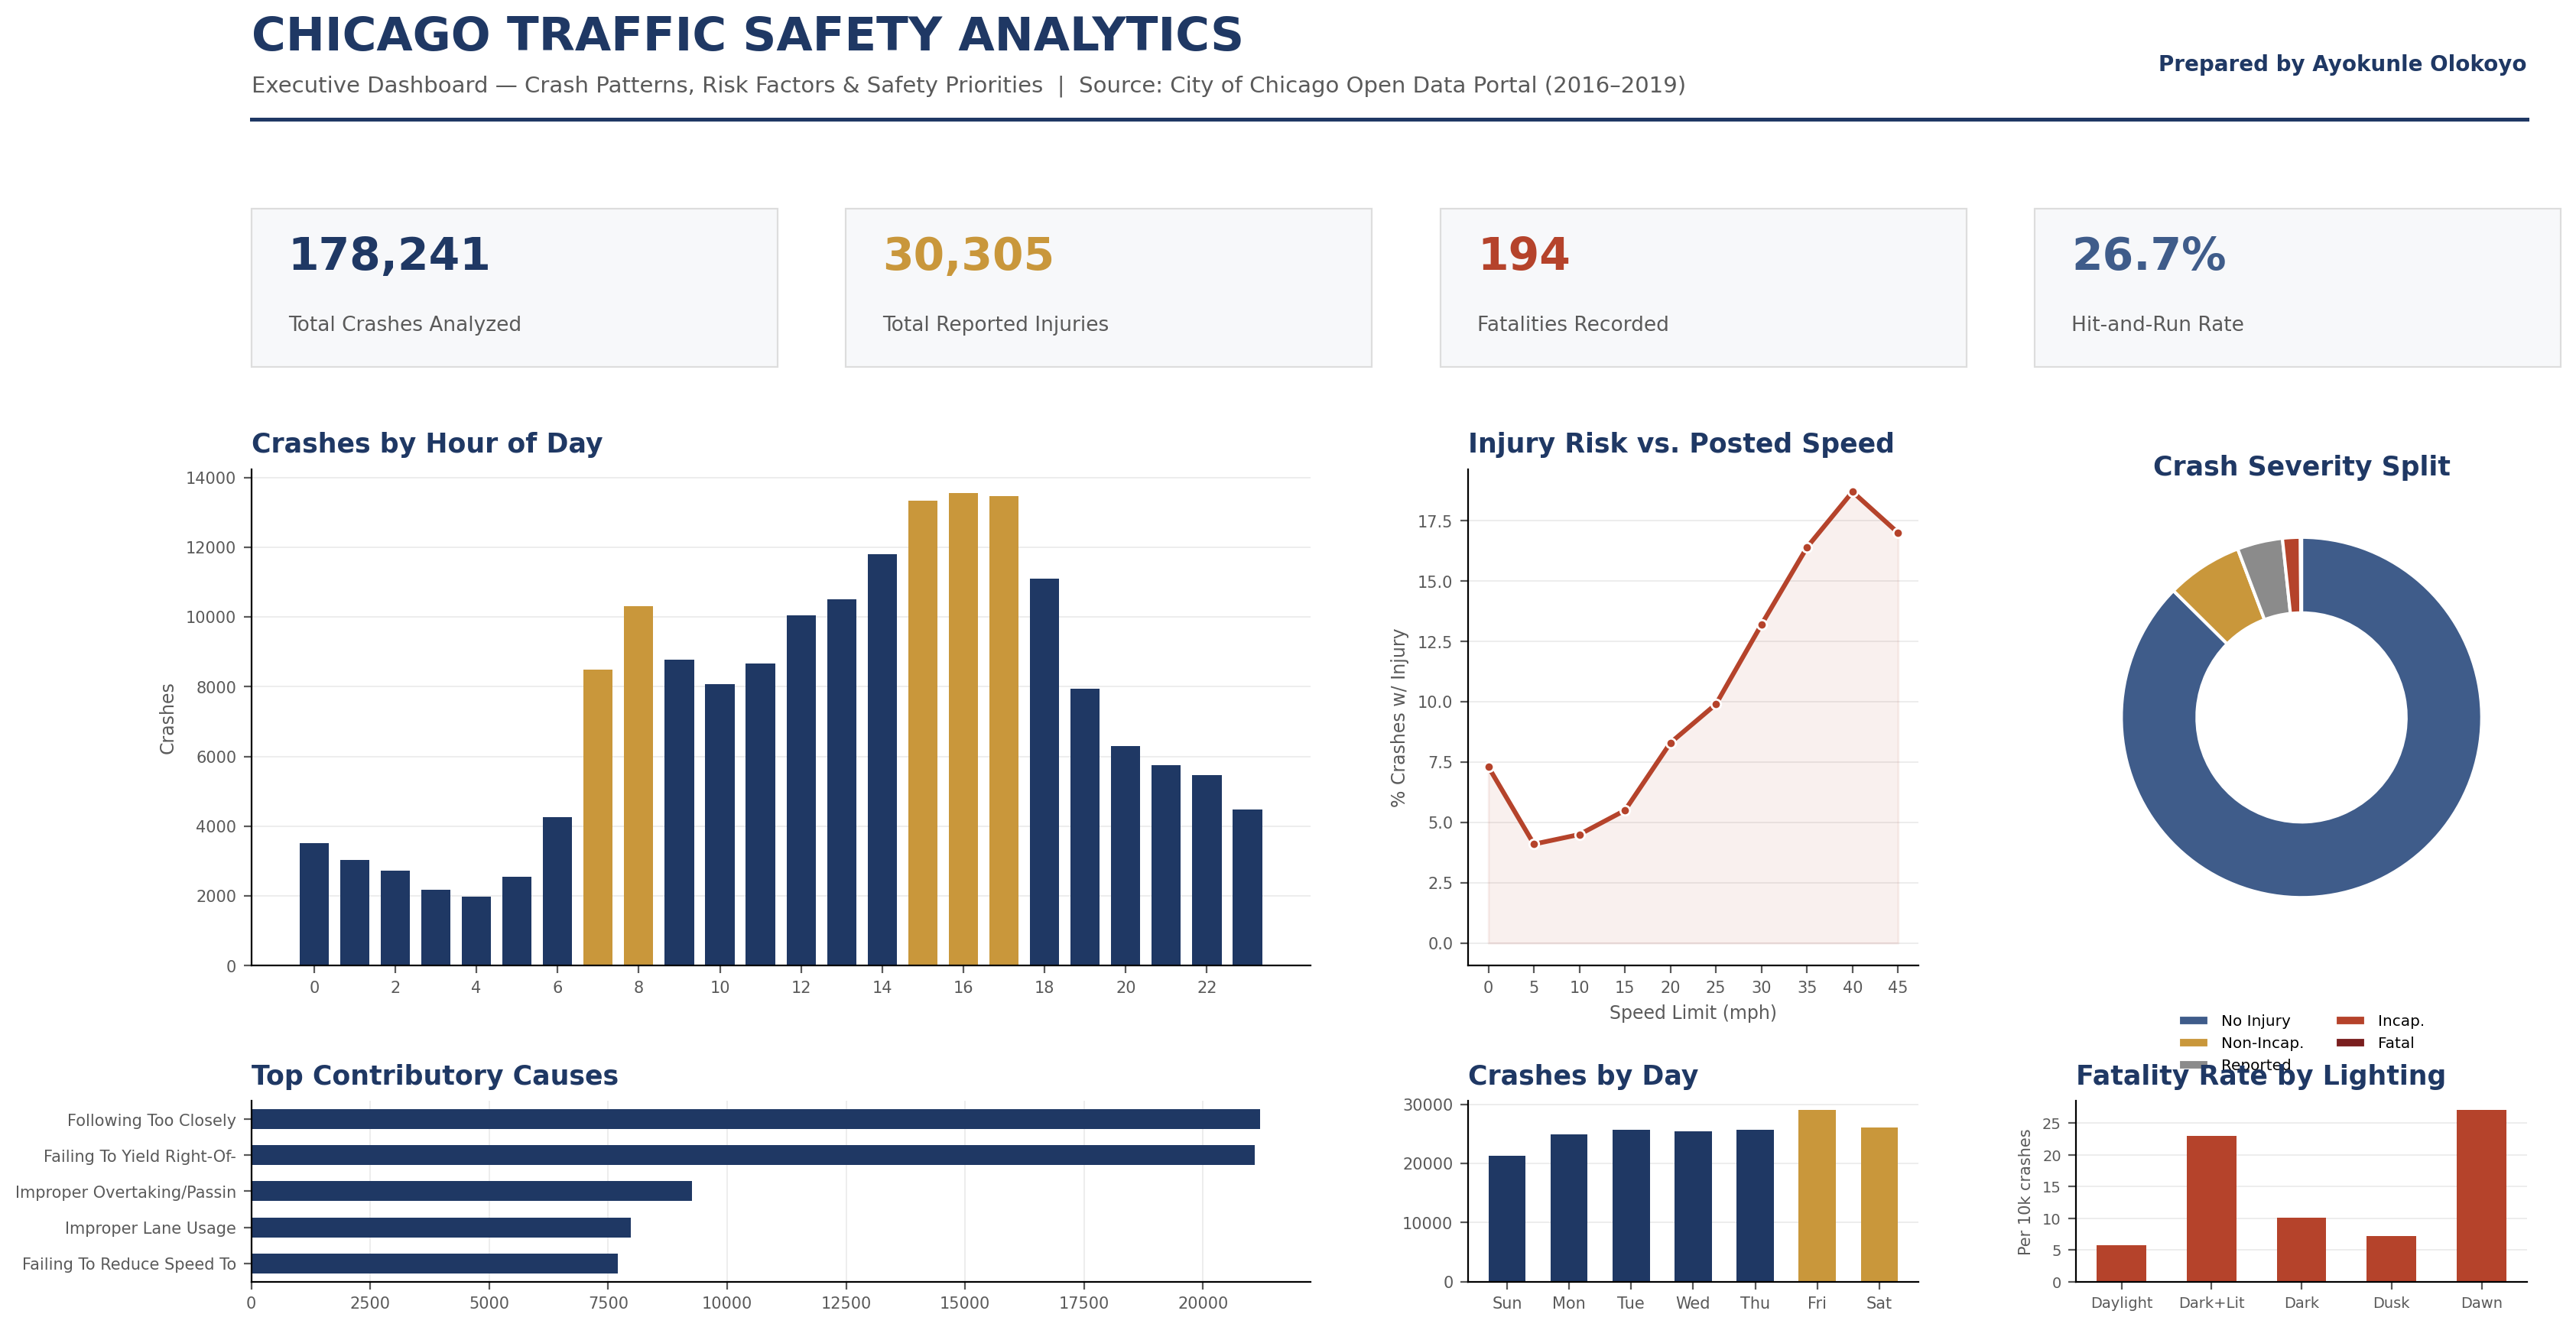 CHICAGO TRAFFIC SAFETY ANALYTICS
Executive Dashboard — Crash Patterns, Risk Factors & Safety Priorities | Source: City of Chicago Open Data Portal (2016–2019)
Prepared by Ayokunle Olokoyo
178,241
Total Crashes Analyzed
30,305
Total Reported Injuries
194
Fatalities Recorded
26.7%
Hit-and-Run Rate
Crashes by Hour of Day
Crashes
14000
12000
10000
8000
6000
4000
2000
0
0 2 4 6 8 10 12 14 16 18 20 22
Injury Risk vs. Posted Speed
% Crashes w/ Injury
17.5
15.0
12.5
10.0
7.5
5.0
2.5
0.0
0 5 10 15 20 25 30 35 40 45
Speed Limit (mph)
Crash Severity Split
No Injury
Non-Incap.
Reported
Incap.
Fatal
Top Contributory Causes
Following Too Closely
Failing To Yield Right-Of-
Improper Overtaking/Passin
Improper Lane Usage
Failing To Reduce Speed To
0 2500 5000 7500 10000 12500 15000 17500 20000
Crashes by Day
30000
20000
10000
0
Sun Mon Tue Wed Thu Fri Sat
Fatality Rate by Lighting
Per 10k crashes
25
20
15
10
5
0
Daylight Dark+Lit Dark Dusk Dawn